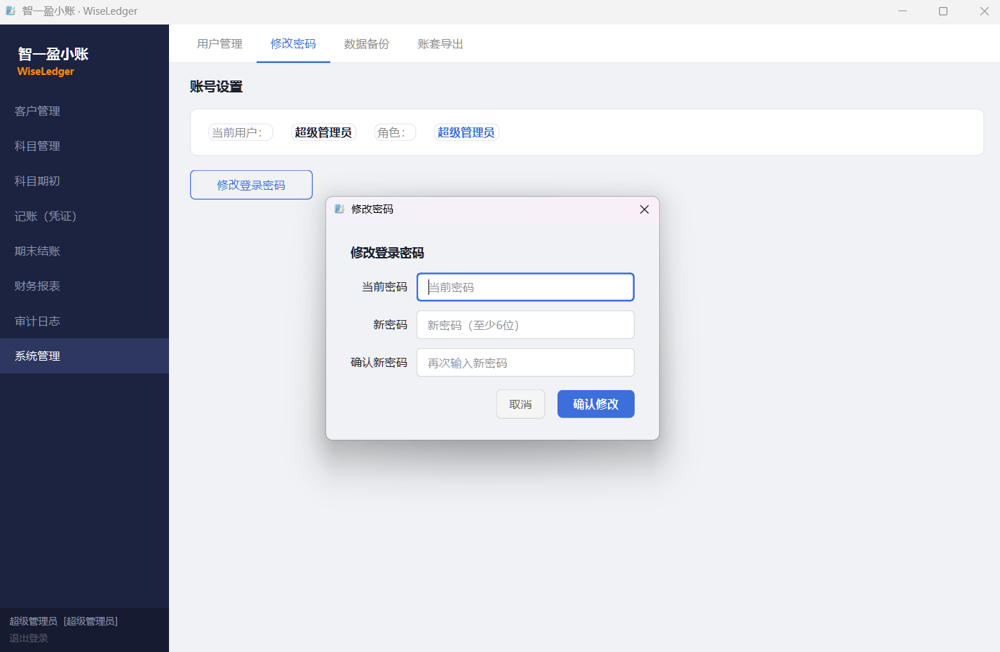 智一盈小账 · WiseLedger
智一盈小账
WiseLedger
客户管理
科目管理
科目期初
记账（凭证）
期末结账
财务报表
审计日志
系统管理
超级管理员 [超级管理员]
退出登录
用户管理 修改密码 数据备份 账套导出
账号设置
当前用户： 超级管理员 角色： 超级管理员
修改登录密码
修改密码
修改登录密码
当前密码 当前密码
新密码 新密码（至少6位）
确认新密码 再次输入新密码
取消 确认修改